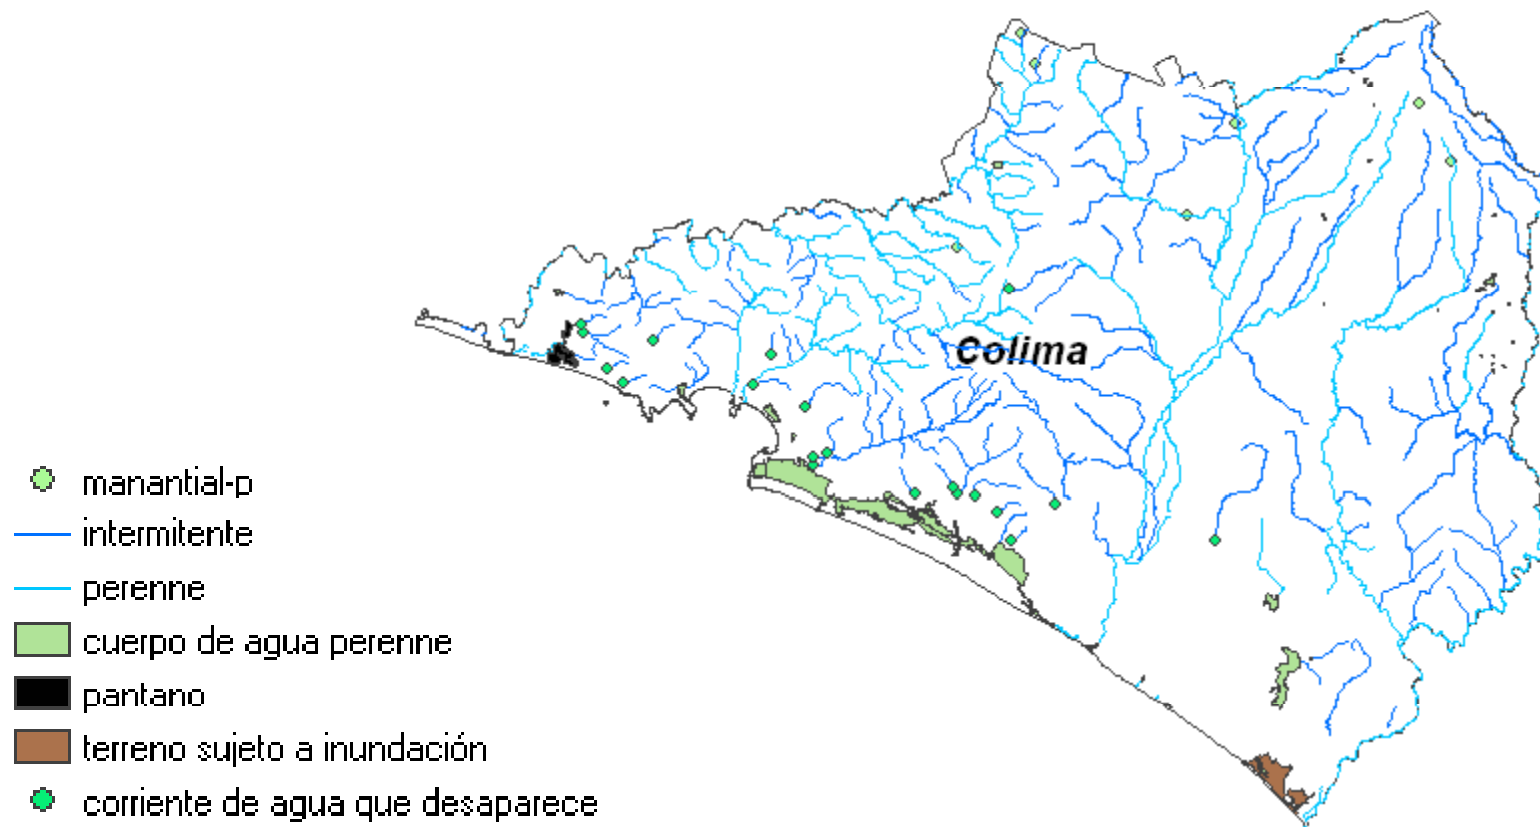 Colima
manantial-p
intermitente
perenne
cuerpo de agua perenne
pantano
terreno sujeto a inundación
corriente de agua que desaparece